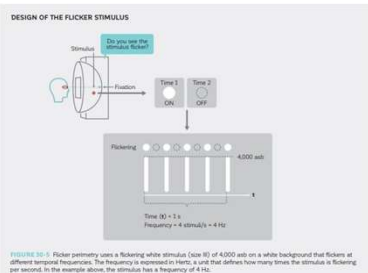 DESIGN OF THE FLICKER STIMULUS
Do you see the
stimulus flicker?
Stimulus
Fixation
Time 1
Time 2
ON
OFF
Flickering
4,000 asb
t
Time (t) = 1 s
Frequency = 4 stimuli/s = 4 Hz
FIGURE 10-5 Flicker perimetry uses a flickering white stimulus (size III) of 4,000 asb on a white background that flickers at
different temporal frequencies. The frequency is expressed in Hertz, a unit that defines how many times the stimulus is flickering
per second. In the example above, the stimulus has a frequency of 4 Hz.